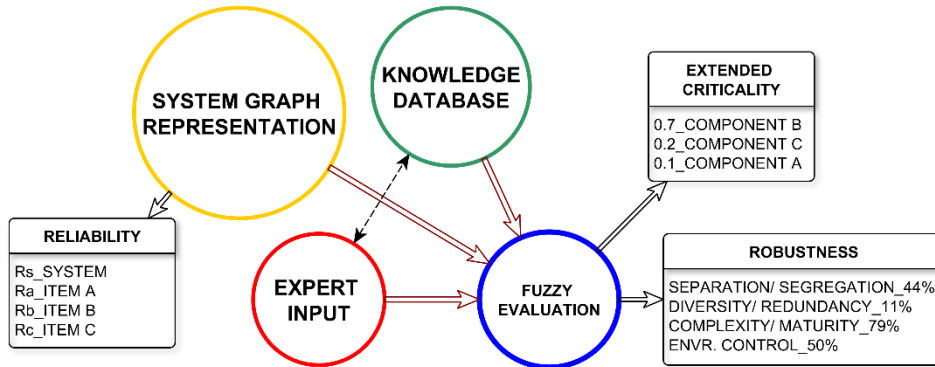 SYSTEM GRAPH
REPRESENTATION
KNOWLEDGE
DATABASE
EXTENDED
CRITICALITY
0.7_COMPONENT B
0.2_COMPONENT C
0.1_COMPONENT A
RELIABILITY
Rs_SYSTEM
Ra_ITEM A
Rb_ITEM B
Rc_ITEM C
EXPERT
INPUT
FUZZY
EVALUATION
ROBUSTNESS
SEPARATION/ SEGREGATION_44%
DIVERSITY/ REDUNDANCY_11%
COMPLEXITY/ MATURITY_79%
ENVR. CONTROL_50%